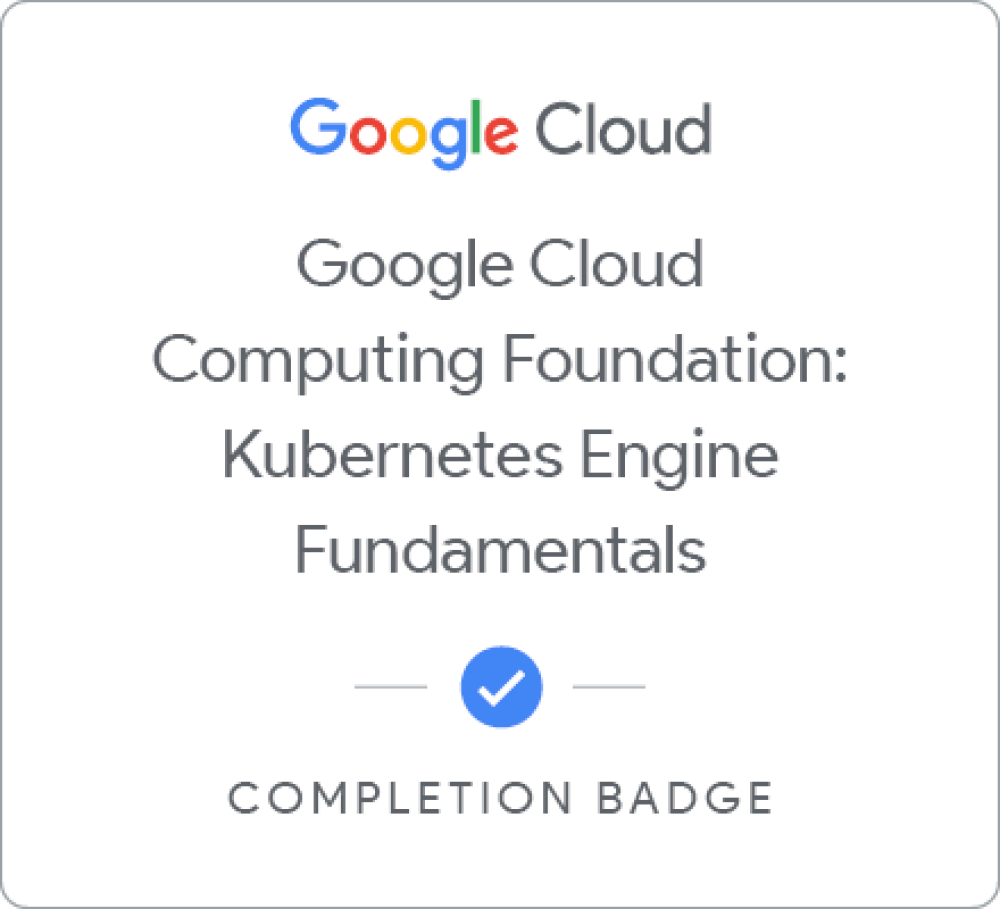 Google Cloud
Google Cloud
Computing Foundation:
Kubernetes Engine
Fundamentals
COMPLETION BADGE